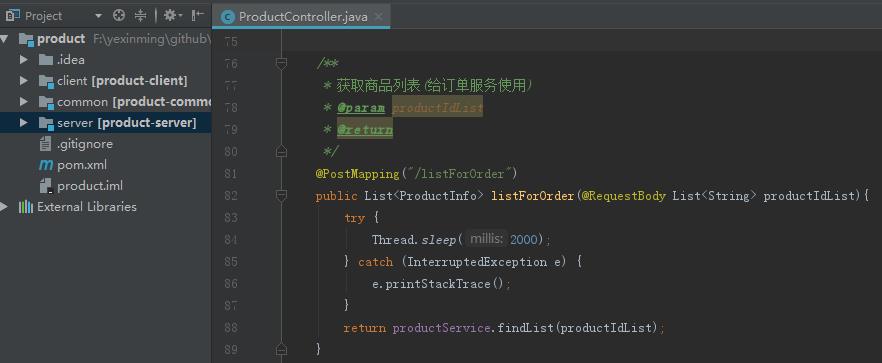 Project
ProductController.java
product F:\yexinming\github\
.idea
client [product-client]
common [product-commo
server [product-server]
.gitignore
pom.xml
product.iml
External Libraries
75
76 /**
77 * 获取商品列表(给订单服务使用)
78 * @param productIdList
79 * @return
80 */
81 @PostMapping("/listForOrder")
82 public List<ProductInfo> listForOrder(@RequestBody List<String> productIdList){
83 try {
84 Thread.sleep( millis: 2000);
85 } catch (InterruptedException e) {
86 e.printStackTrace();
87 }
88 return productService.findList(productIdList);
89 }